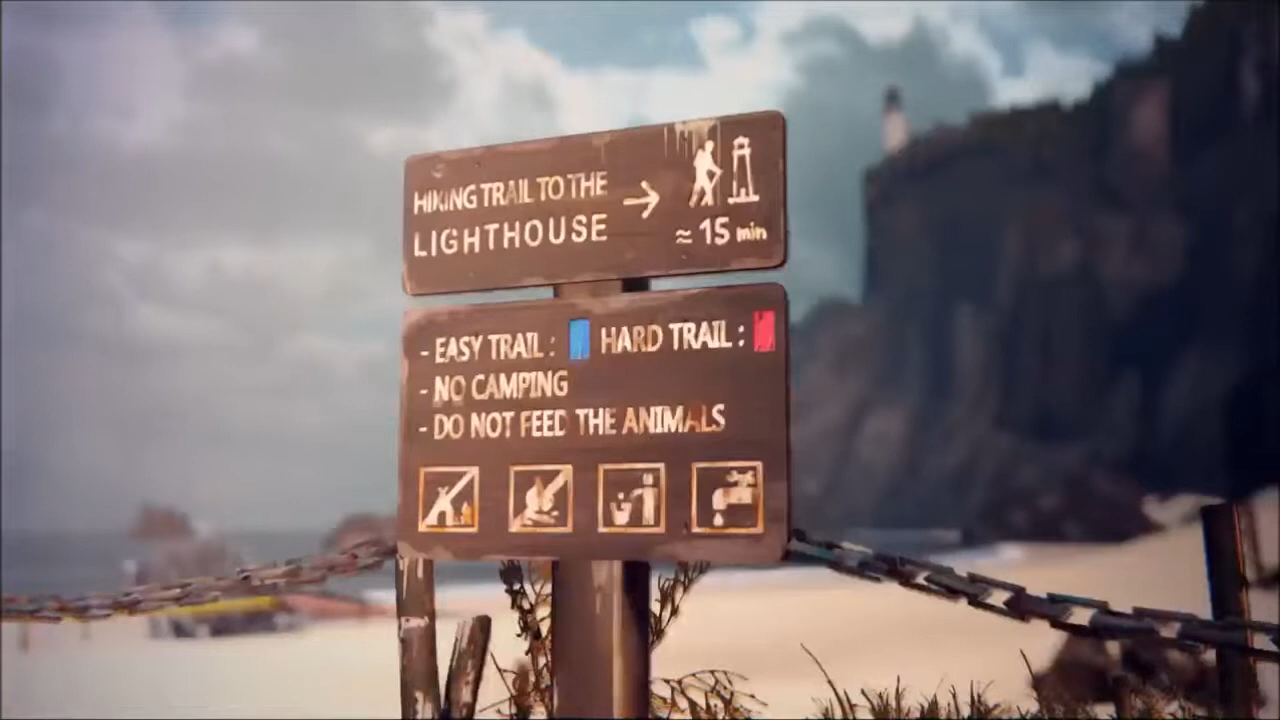 HIKING TRAIL TO THE
LIGHTHOUSE →
≈ 15 min
- EASY TRAIL : HARD TRAIL :
- NO CAMPING
- DO NOT FEED THE ANIMALS